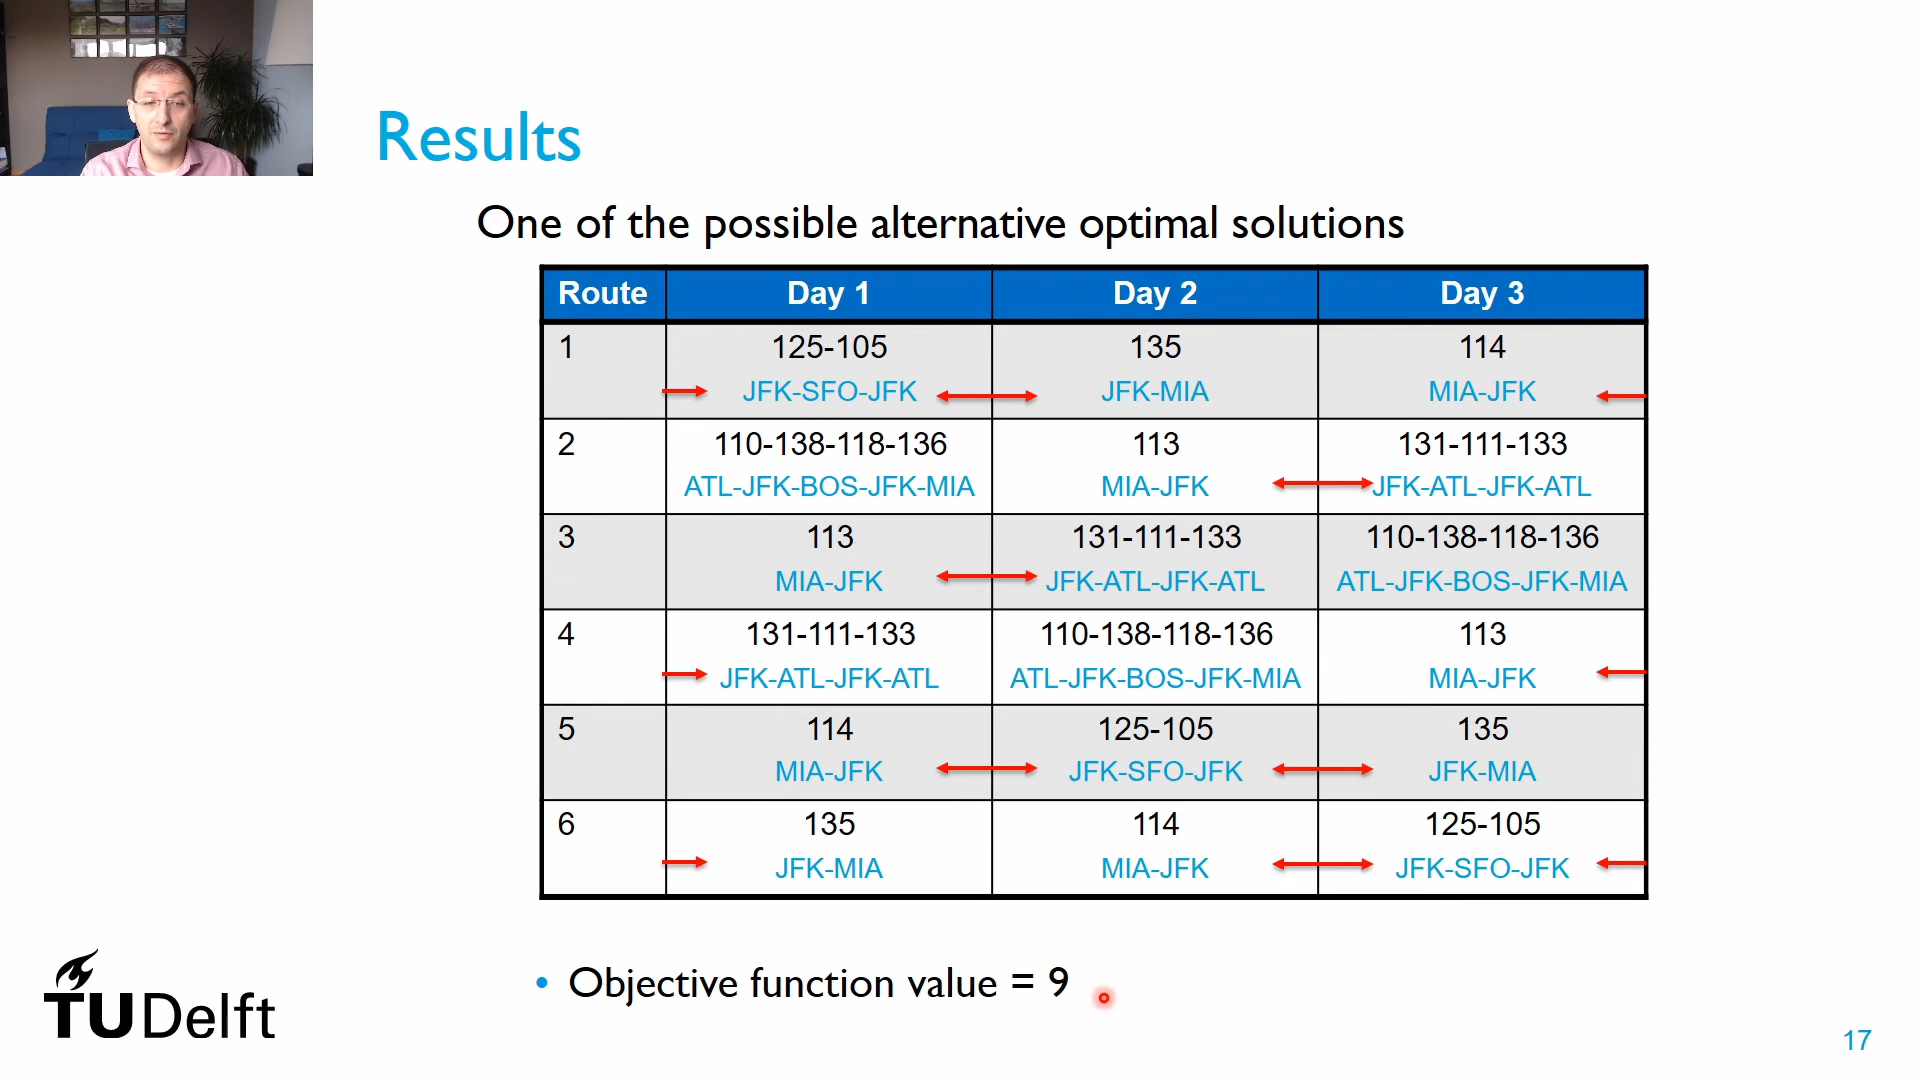 Results
One of the possible alternative optimal solutions
Route Day 1 Day 2 Day 3
1 125-105 135 114
JFK-SFO-JFK JFK-MIA MIA-JFK
2 110-138-118-136 113 131-111-133
ATL-JFK-BOS-JFK-MIA MIA-JFK JFK-ATL-JFK-ATL
3 113 131-111-133 110-138-118-136
MIA-JFK JFK-ATL-JFK-ATL ATL-JFK-BOS-JFK-MIA
4 131-111-133 110-138-118-136 113
JFK-ATL-JFK-ATL ATL-JFK-BOS-JFK-MIA MIA-JFK
5 114 125-105 135
MIA-JFK JFK-SFO-JFK JFK-MIA
6 135 114 125-105
JFK-MIA MIA-JFK JFK-SFO-JFK
• Objective function value = 9
TUDelft
17